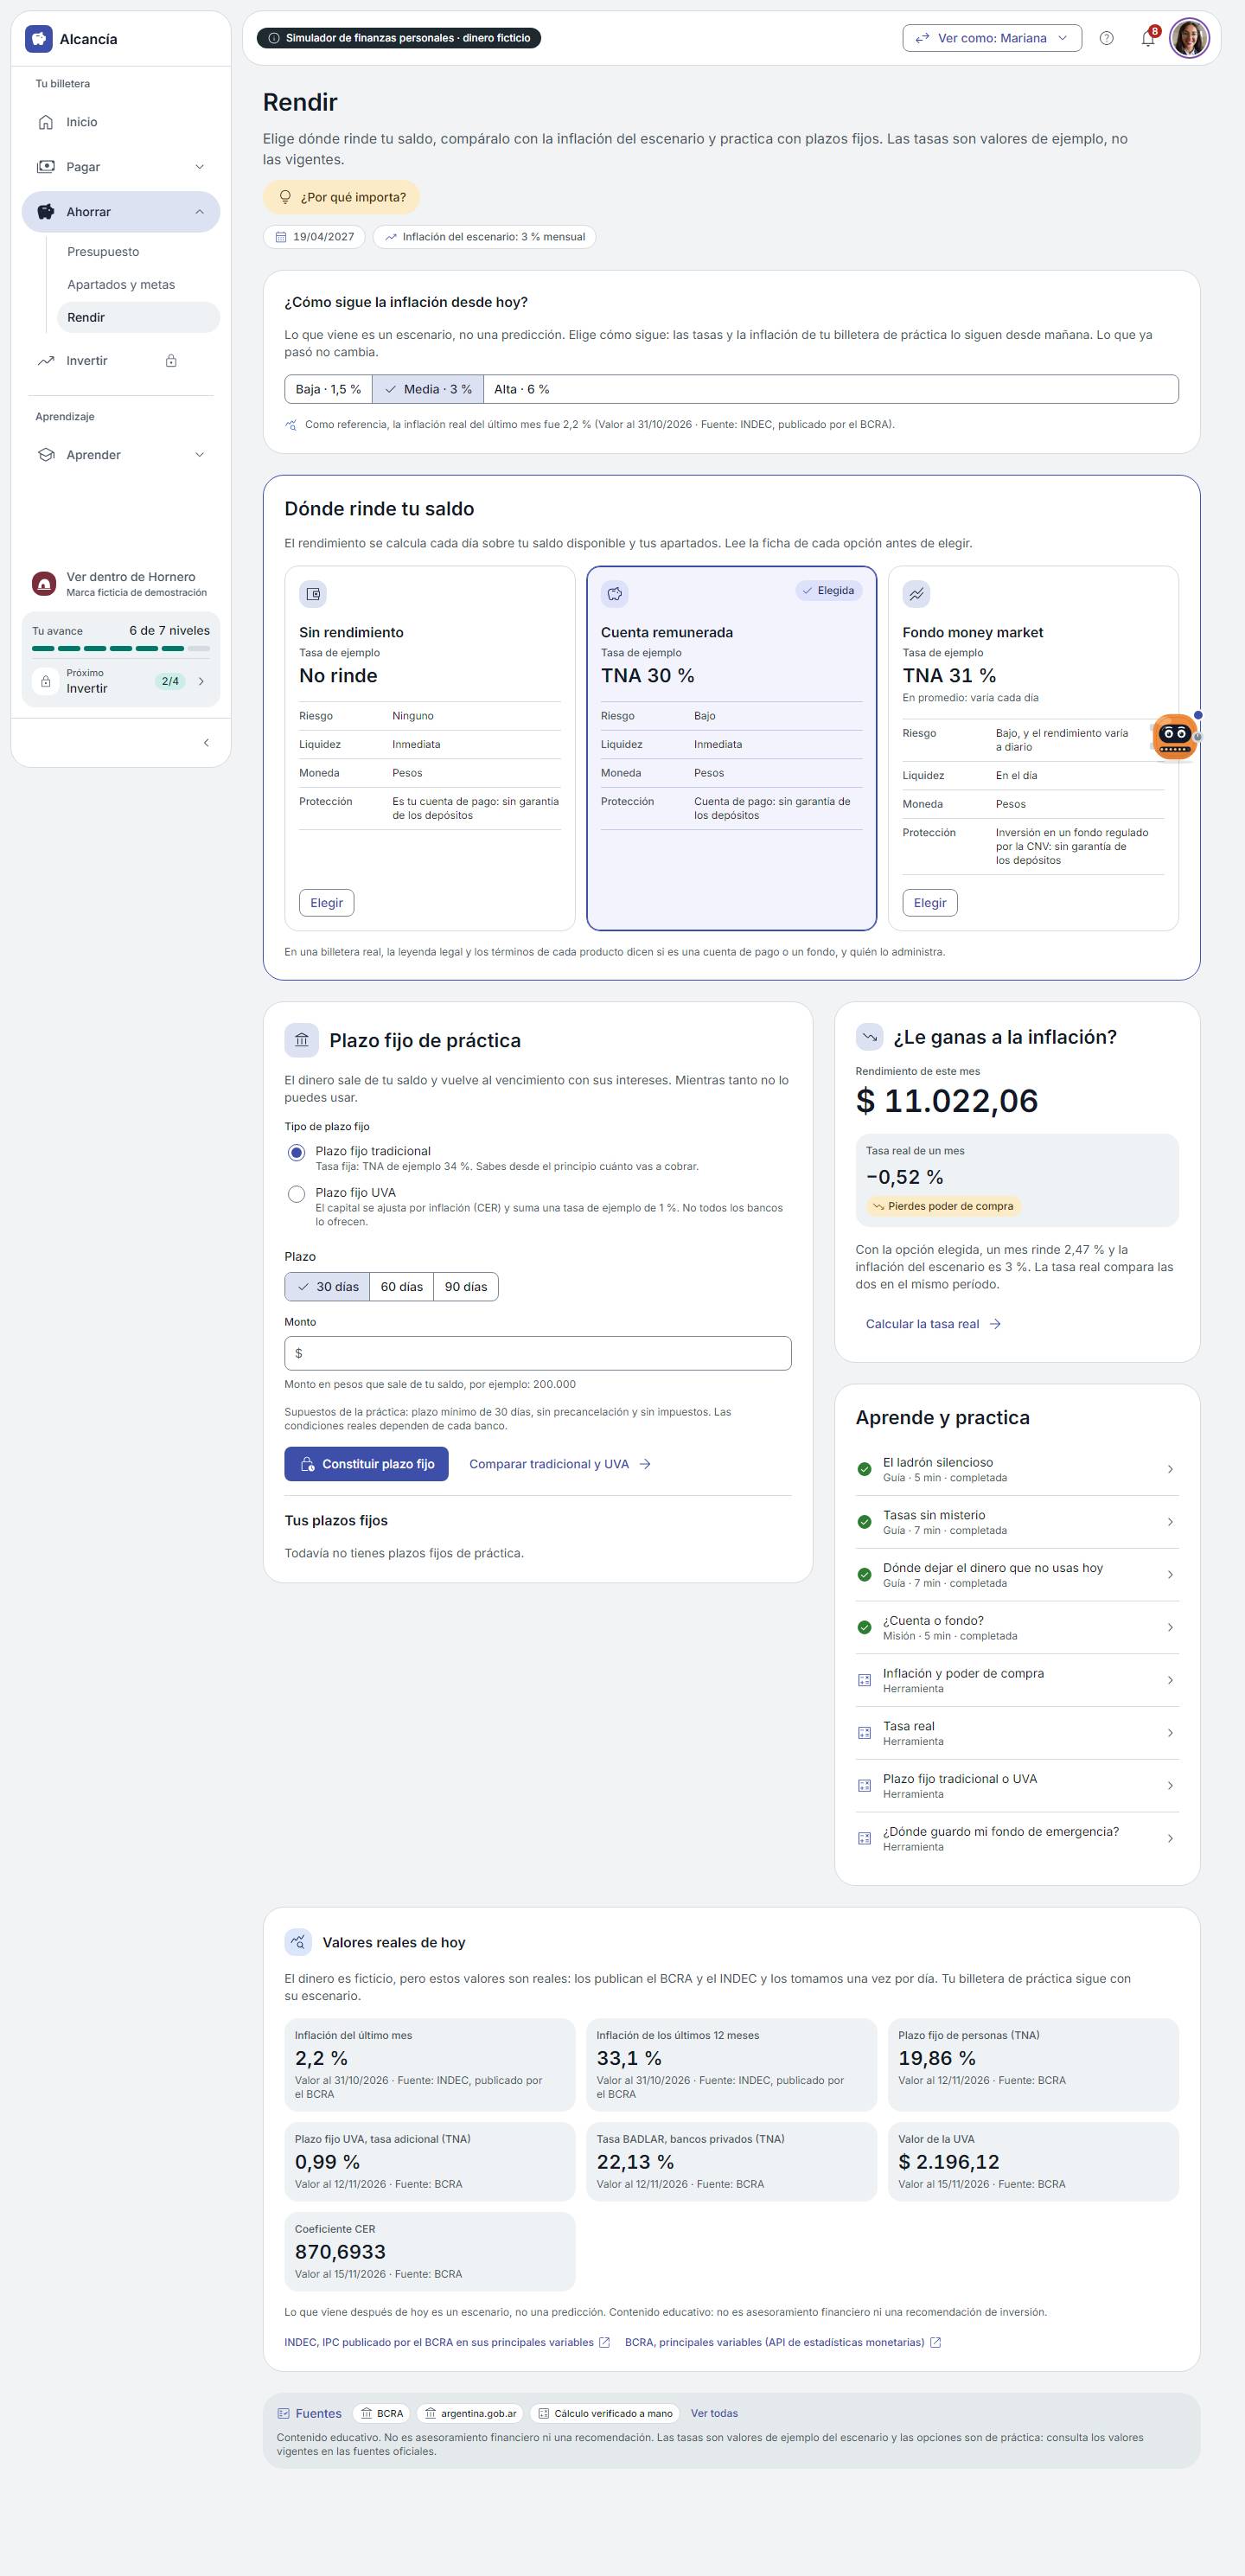 Alcancía
Tu billetera
Inicio
Pagar
Ahorrar
Presupuesto
Apartados y metas
Rendir
Invertir
Aprendizaje
Aprender
Ver dentro de Hornero
Marca ficticia de demostración
Tu avance 6 de 7 niveles
Próximo
Invertir
2/4
Simulador de finanzas personales · dinero ficticio
Ver como: Mariana
8
Rendir
Elige dónde rinde tu saldo, compáralo con la inflación del escenario y practica con plazos fijos. Las tasas son valores de ejemplo, no
las vigentes.
¿Por qué importa?
19/04/2027
Inflación del escenario: 3 % mensual
¿Cómo sigue la inflación desde hoy?
Lo que viene es un escenario, no una predicción. Elige cómo sigue: las tasas y la inflación de tu billetera de práctica lo siguen desde mañana. Lo que ya
pasó no cambia.
Baja · 1,5 %
Media · 3 %
Alta · 6 %
Como referencia, la inflación real del último mes fue 2,2 % (Valor al 31/10/2026 · Fuente: INDEC, publicado por el BCRA).
Dónde rinde tu saldo
El rendimiento se calcula cada día sobre tu saldo disponible y tus apartados. Lee la ficha de cada opción antes de elegir.
Sin rendimiento
Tasa de ejemplo
No rinde
Riesgo Ninguno
Liquidez Inmediata
Moneda Pesos
Protección Es tu cuenta de pago: sin garantía
de los depósitos
Elegir
Elegida
Cuenta remunerada
Tasa de ejemplo
TNA 30 %
Riesgo Bajo
Liquidez Inmediata
Moneda Pesos
Protección Cuenta de pago: sin garantía de
los depósitos
Fondo money market
Tasa de ejemplo
TNA 31 %
En promedio: varía cada día
Riesgo Bajo, y el rendimiento varía
a diario
Liquidez En el día
Moneda Pesos
Protección Inversión en un fondo regulado
por la CNV: sin garantía de
los depósitos
Elegir
En una billetera real, la leyenda legal y los términos de cada producto dicen si es una cuenta de pago o un fondo, y quién lo administra.
Plazo fijo de práctica
El dinero sale de tu saldo y vuelve al vencimiento con sus intereses. Mientras tanto no lo
puedes usar.
Tipo de plazo fijo
Plazo fijo tradicional
Tasa fija: TNA de ejemplo 34 %. Sabes desde el principio cuánto vas a cobrar.
Plazo fijo UVA
El capital se ajusta por inflación (CER) y suma una tasa de ejemplo de 1 %. No todos los bancos
lo ofrecen.
Plazo
30 días
60 días
90 días
Monto
$
Monto en pesos que sale de tu saldo, por ejemplo: 200.000
Supuestos de la práctica: plazo mínimo de 30 días, sin precancelación y sin impuestos. Las
condiciones reales dependen de cada banco.
Constituir plazo fijo
Comparar tradicional y UVA
Tus plazos fijos
Todavía no tienes plazos fijos de práctica.
¿Le ganas a la inflación?
Rendimiento de este mes
$ 11.022,06
Tasa real de un mes
−0,52 %
Pierdes poder de compra
Con la opción elegida, un mes rinde 2,47 % y la
inflación del escenario es 3 %. La tasa real compara las
dos en el mismo período.
Calcular la tasa real
Aprende y practica
El ladrón silencioso
Guía · 5 min · completada
Tasas sin misterio
Guía · 7 min · completada
Dónde dejar el dinero que no usas hoy
Guía · 7 min · completada
¿Cuenta o fondo?
Misión · 5 min · completada
Inflación y poder de compra
Herramienta
Tasa real
Herramienta
Plazo fijo tradicional o UVA
Herramienta
¿Dónde guardo mi fondo de emergencia?
Herramienta
Valores reales de hoy
El dinero es ficticio, pero estos valores son reales: los publican el BCRA y el INDEC y los tomamos una vez por día. Tu billetera de práctica sigue con
su escenario.
Inflación del último mes
2,2 %
Valor al 31/10/2026 · Fuente: INDEC, publicado por
el BCRA
Inflación de los últimos 12 meses
33,1 %
Valor al 31/10/2026 · Fuente: INDEC, publicado por
el BCRA
Plazo fijo de personas (TNA)
19,86 %
Valor al 12/11/2026 · Fuente: BCRA
Plazo fijo UVA, tasa adicional (TNA)
0,99 %
Valor al 12/11/2026 · Fuente: BCRA
Tasa BADLAR, bancos privados (TNA)
22,13 %
Valor al 12/11/2026 · Fuente: BCRA
Valor de la UVA
$ 2.196,12
Valor al 15/11/2026 · Fuente: BCRA
Coeficiente CER
870,6933
Valor al 15/11/2026 · Fuente: BCRA
Lo que viene después de hoy es un escenario, no una predicción. Contenido educativo: no es asesoramiento financiero ni una recomendación de inversión.
INDEC, IPC publicado por el BCRA en sus principales variables
BCRA, principales variables (API de estadísticas monetarias)
Fuentes
BCRA
argentina.gob.ar
Cálculo verificado a mano
Ver todas
Contenido educativo. No es asesoramiento financiero ni una recomendación. Las tasas son valores de ejemplo del escenario y las opciones son de práctica: consulta los valores
vigentes en las fuentes oficiales.